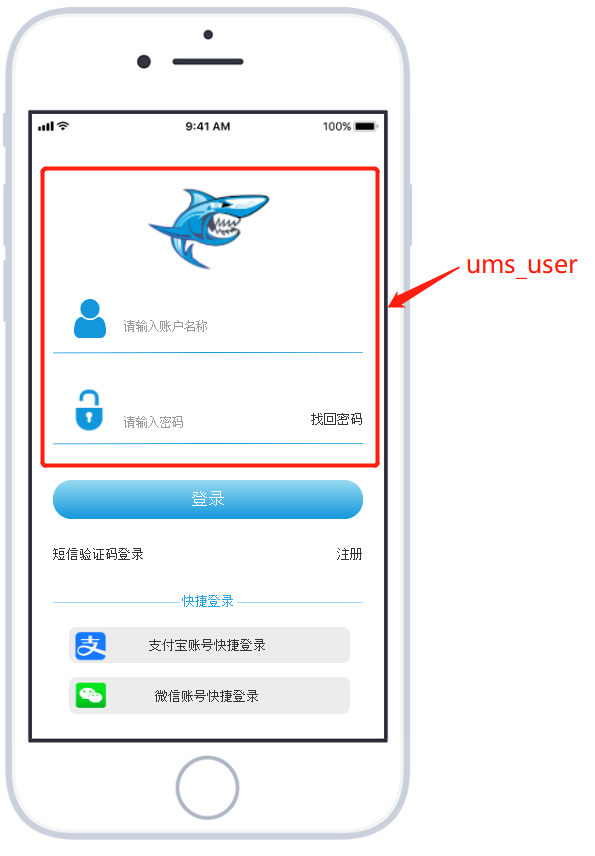 9:41 AM
100%
ums_user
请输入账户名称
请输入密码
找回密码
登录
短信验证码登录
注册
快捷登录
支
支付宝账号快捷登录
微信账号快捷登录